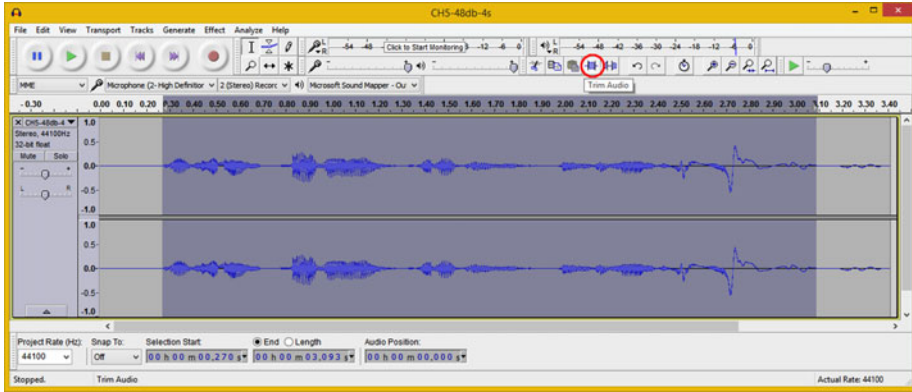 CH5-48db-4s
File Edit View Transport Tracks Generate Effect Analyze Help
L R -54 -48 Click to Start Monitoring -12 -6 0 L R -54 -48 -42 -36 -30 -24 -18 -12 0
MME Microphone (2- High Definitior 2 (Stereo) Recorc Microsoft Sound Mapper - Ou Trim Audio
- 0.30 0.00 0.10 0.20 0.30 0.40 0.50 0.60 0.70 0.80 0.90 1.00 1.10 1.20 1.30 1.40 1.50 1.60 1.70 1.80 1.90 2.00 2.10 2.20 2.30 2.40 2.50 2.60 2.70 2.80 2.90 3.00 3.10 3.20 3.30 3.40
CH5-48db-4 1.0
Stereo, 44100Hz
32-bit float
Mute Solo
0.5-
- + 0.0-
L R -0.5-
-1.0
1.0
0.5-
0.0-
-0.5-
-1.0
Project Rate (Hz): Snap To: Selection Start: End Length Audio Position:
44100 Off 00 h 00 m 00,270 s 00 h 00 m 03,093 s 00 h 00 m 00,000 s
Stopped. Trim Audio Actual Rate: 44100